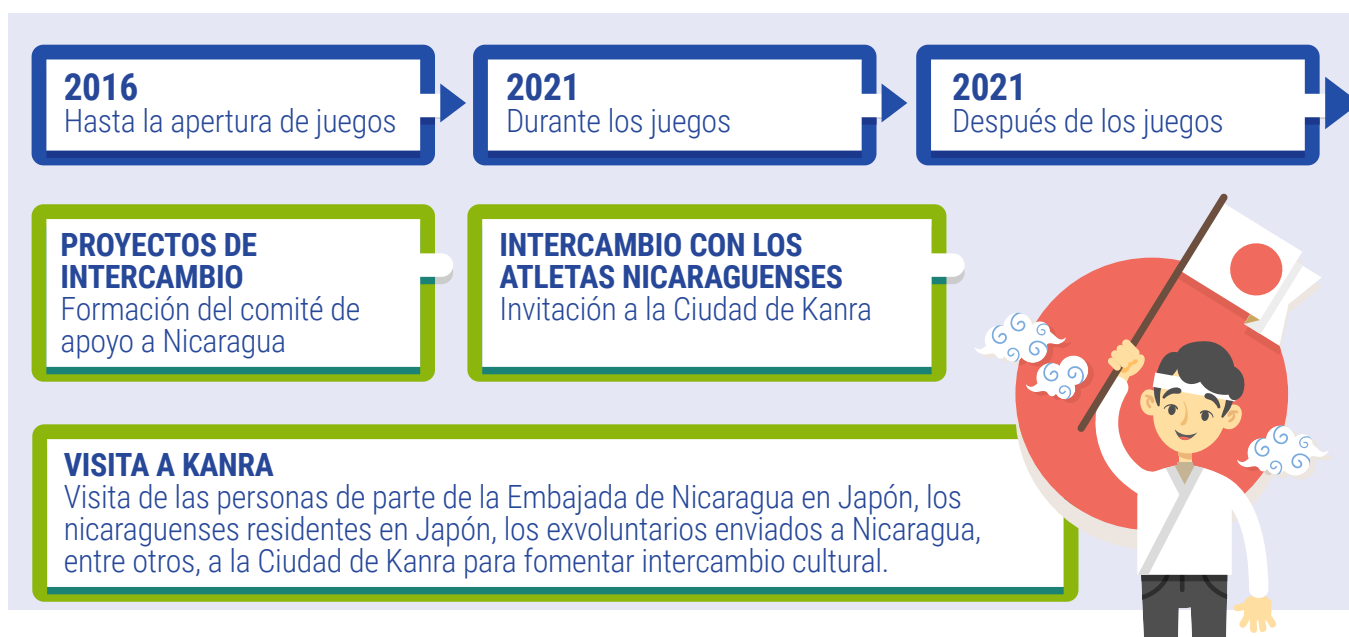 2016
Hasta la apertura de juegos
2021
Durante los juegos
2021
Después de los juegos
PROYECTOS DE
INTERCAMBIO
Formación del comité de
apoyo a Nicaragua
INTERCAMBIO CON LOS
ATLETAS NICARAGUENSES
Invitación a la Ciudad de Kanra
VISITA A KANRA
Visita de las personas de parte de la Embajada de Nicaragua en Japón, los
nicaraguenses residentes en Japón, los exvoluntarios enviados a Nicaragua,
entre otros, a la Ciudad de Kanra para fomentar intercambio cultural.